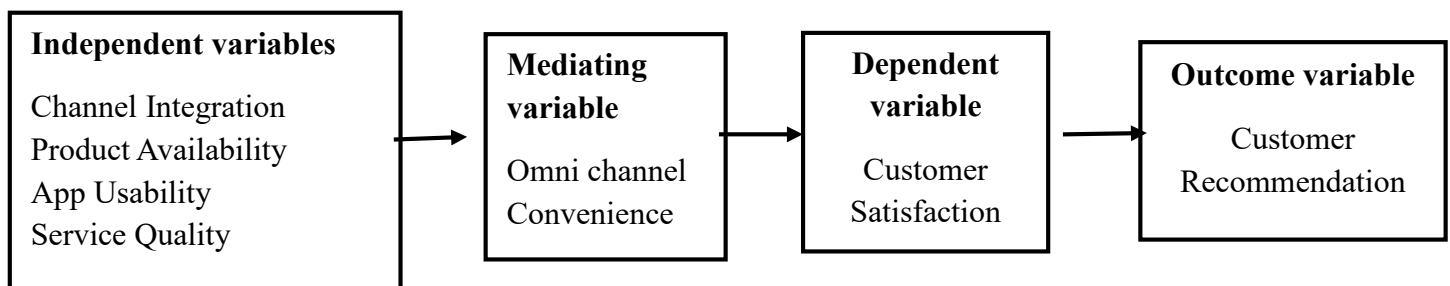 Independent variables
Channel Integration
Product Availability
App Usability
Service Quality
Mediating
variable
Omni channel
Convenience
Dependent
variable
Customer
Satisfaction
Outcome variable
Customer
Recommendation